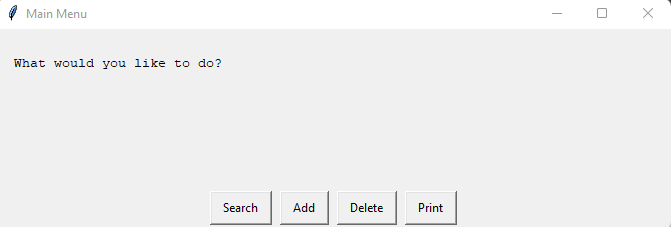 Main Menu
What would you like to do?
Search Add Delete Print